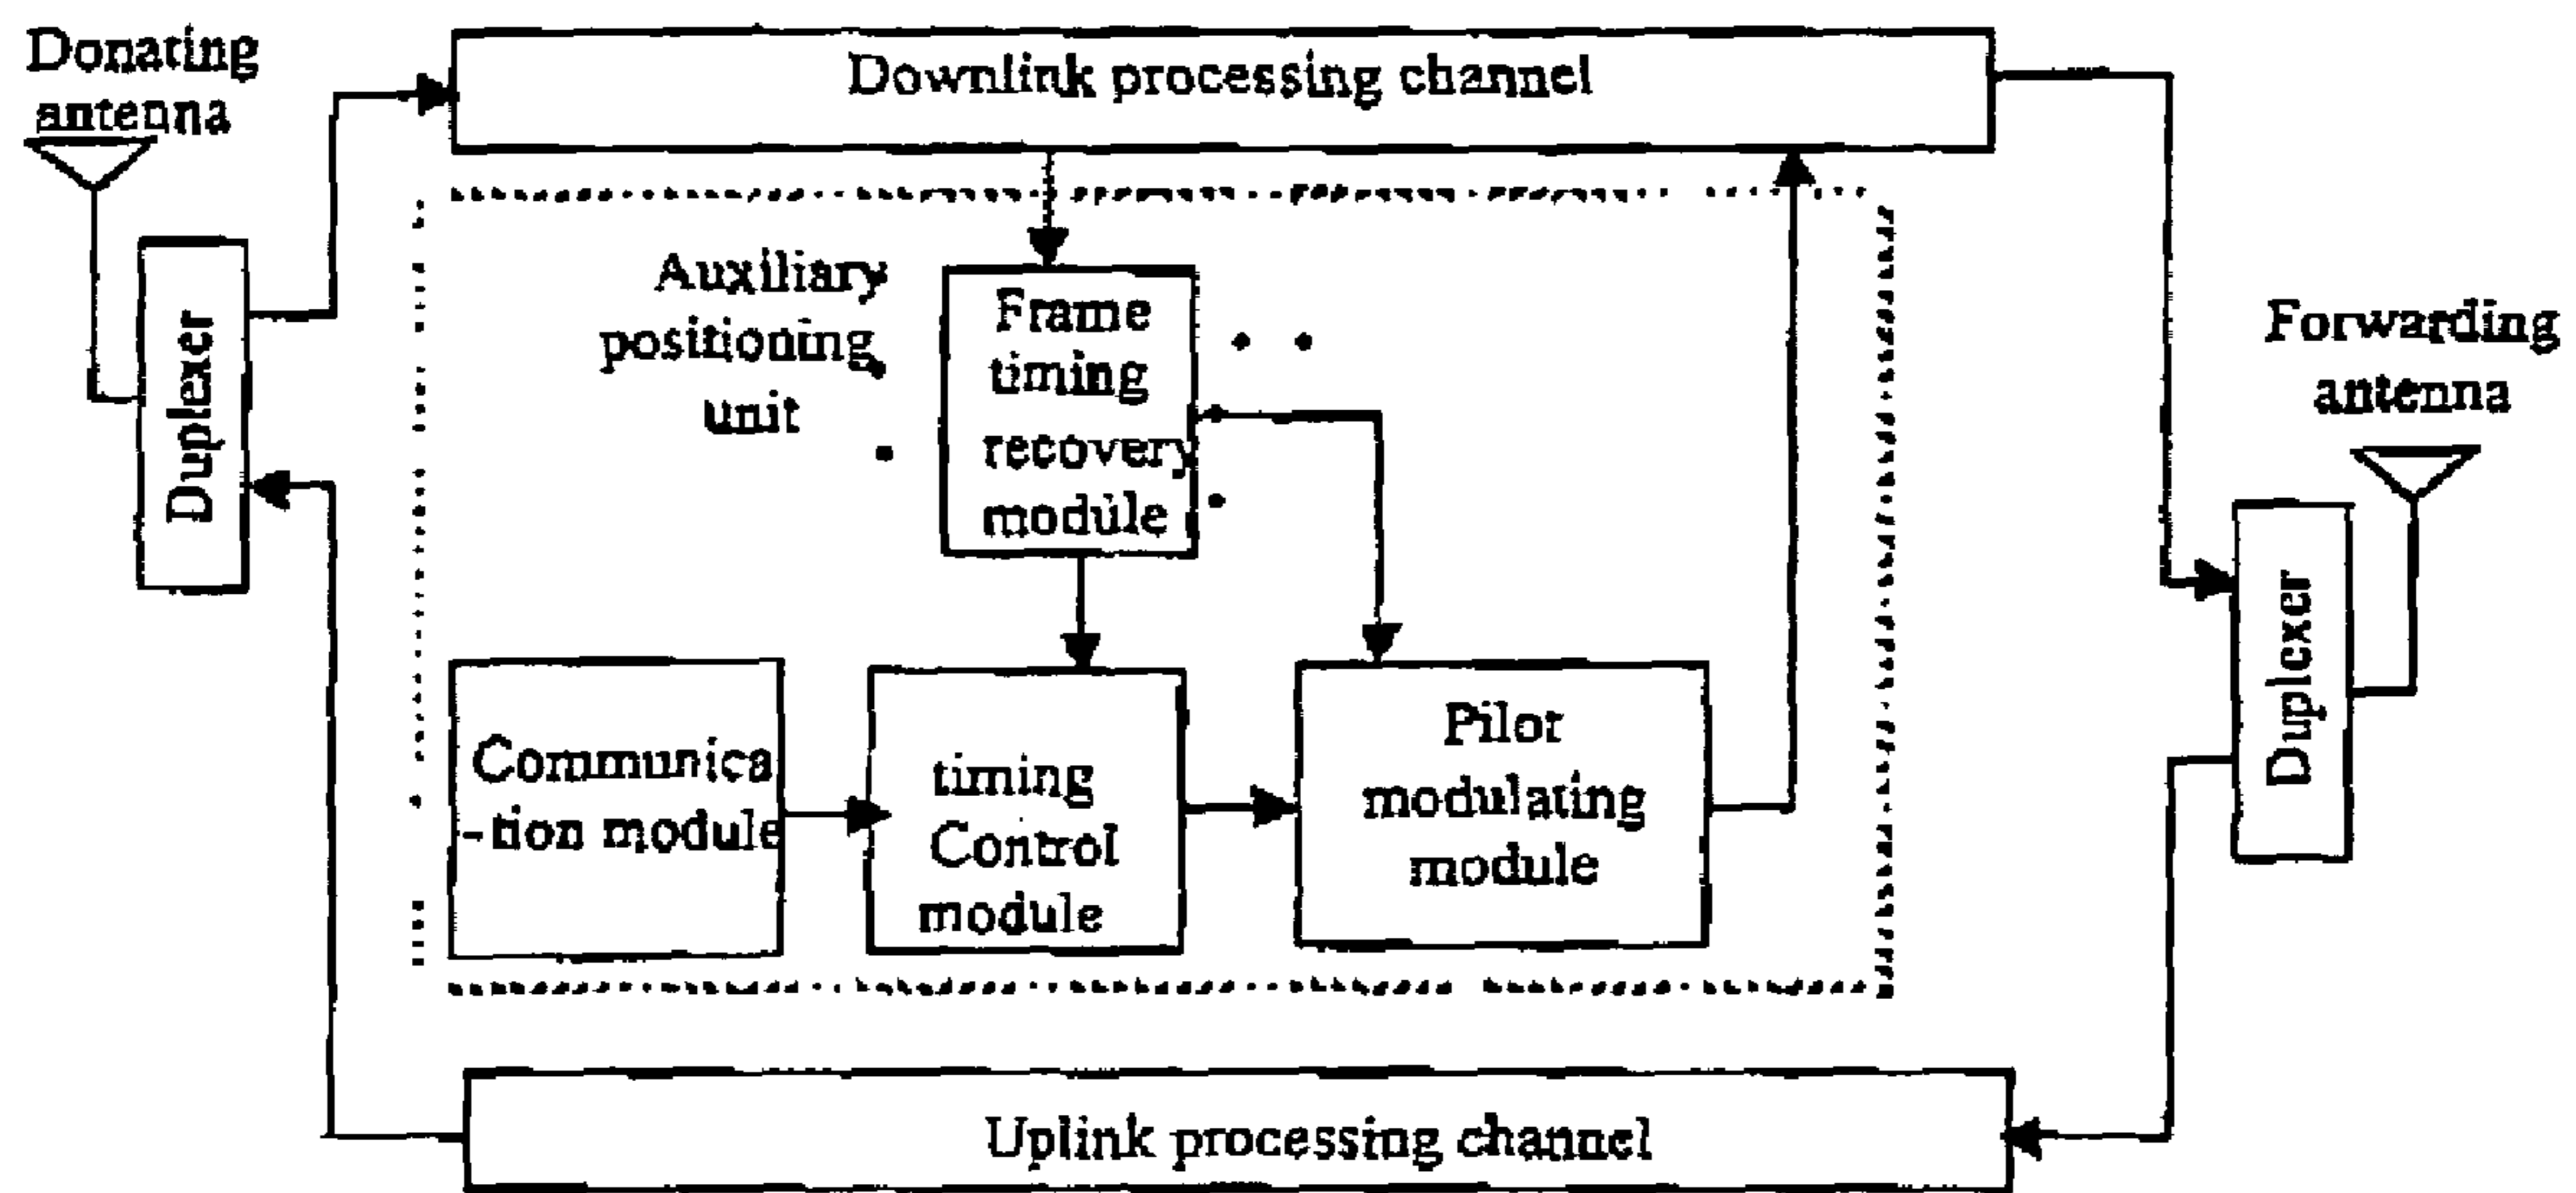 Donating
antenna
Downlink processing channel
Duplexer
Auxiliary
positioning
unit
Frame
timing
recovery
module
Forwarding
antenna
Duplexer
Communica
-tion module
timing
Control
module
Pilot
modulating
module
Uplink processing channel